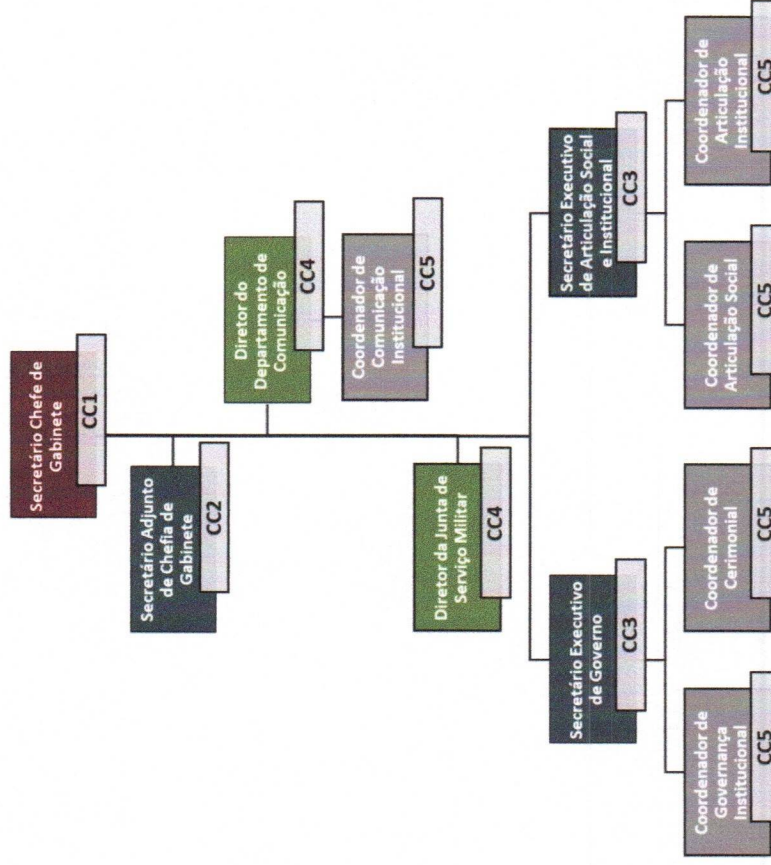 Secretário Chefe de
Gabinete
CC1
Secretário Adjunto
de Chefia de
Gabinete
CC2
Diretor do
Departamento de
Comunicação
CC4
Coordenador de
Comunicação
Institucional
CC5
Diretor da Junta de
Serviço Militar
CC4
Secretário Executivo
de Governo
CC3
Secretário Executivo
de Articulação Social
e Institucional
CC3
Coordenador de
Governança
Institucional
CC5
Coordenador de
Cerimonial
CC5
Coordenador de
Articulação Social
CC5
Coordenador de
Articulação
Institucional
CC5